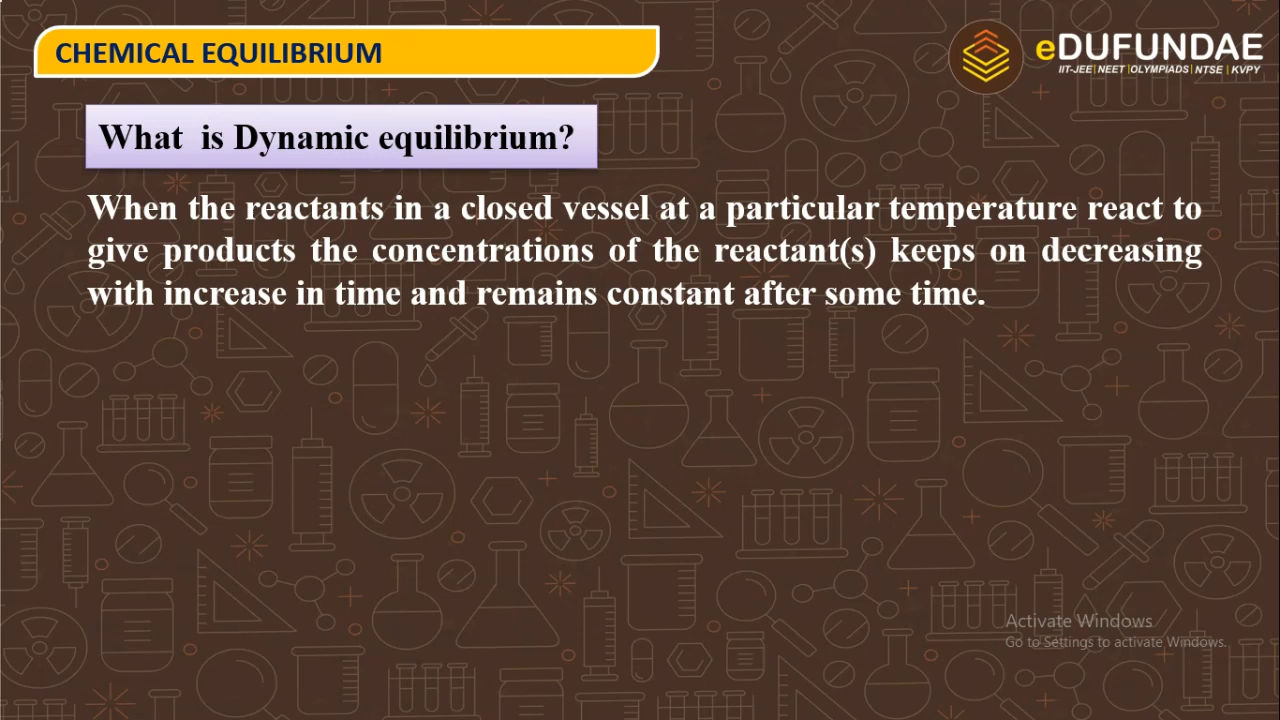 CHEMICAL EQUILIBRIUM
eDUFUNDAE
IIT-JEE|NEET |OLYMPIADS| NTSE | KVPY
What is Dynamic equilibrium?
When the reactants in a closed vessel at a particular temperature react to
give products the concentrations of the reactant(s) keeps on decreasing
with increase in time and remains constant after some time.
Activate Windows
Go to Settings to activate Windows.